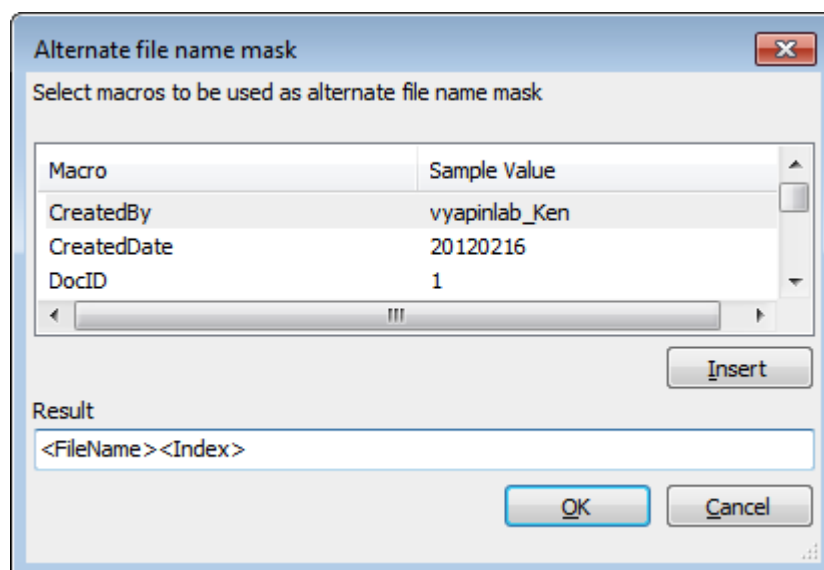 Alternate file name mask
Select macros to be used as alternate file name mask
Macro Sample Value
CreatedBy vyapinlab_Ken
CreatedDate 20120216
DocID 1
Insert
Result
<FileName><Index>
OK Cancel